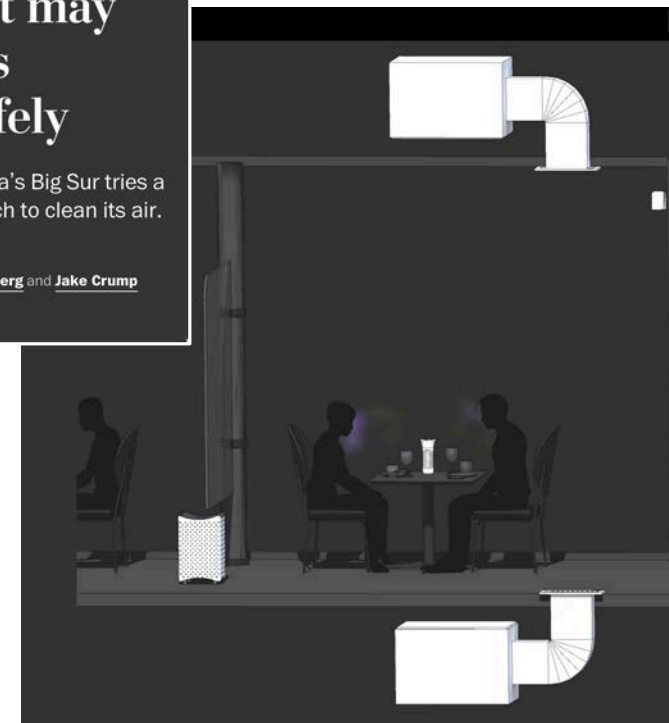 t may
s
fely
a's Big Sur tries a
ch to clean its air.
erg and Jake Crump